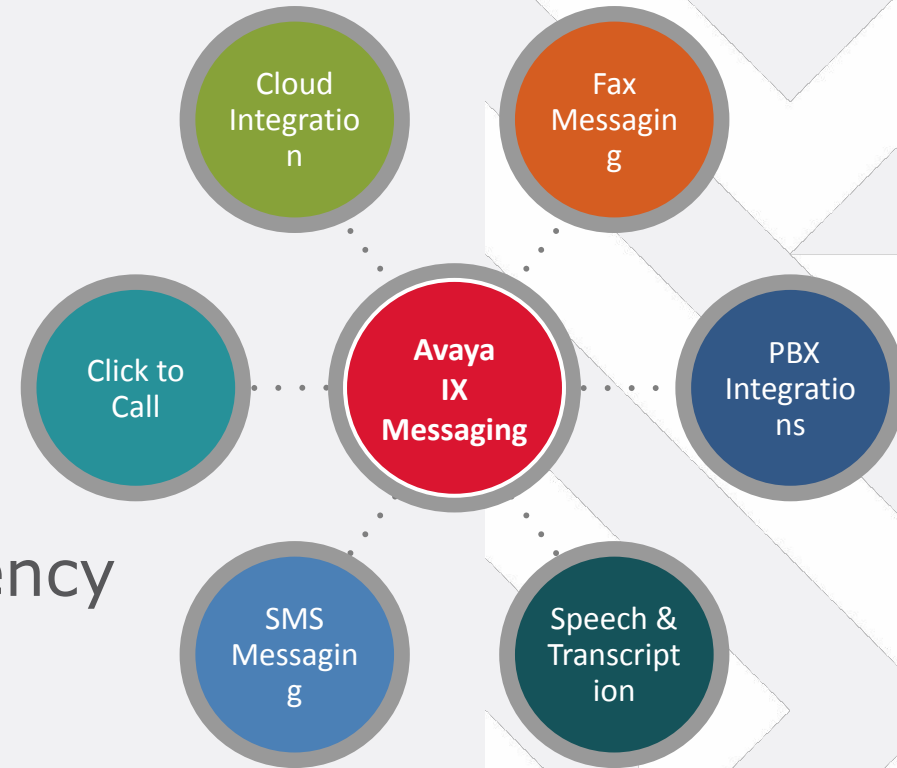 Cloud
Integratio
n
Fax
Messagin
g
Click to
Call
Avaya
IX
Messaging
PBX
Integratio
ns
ency
SMS
Messagin
g
Speech &
Transcript
ion